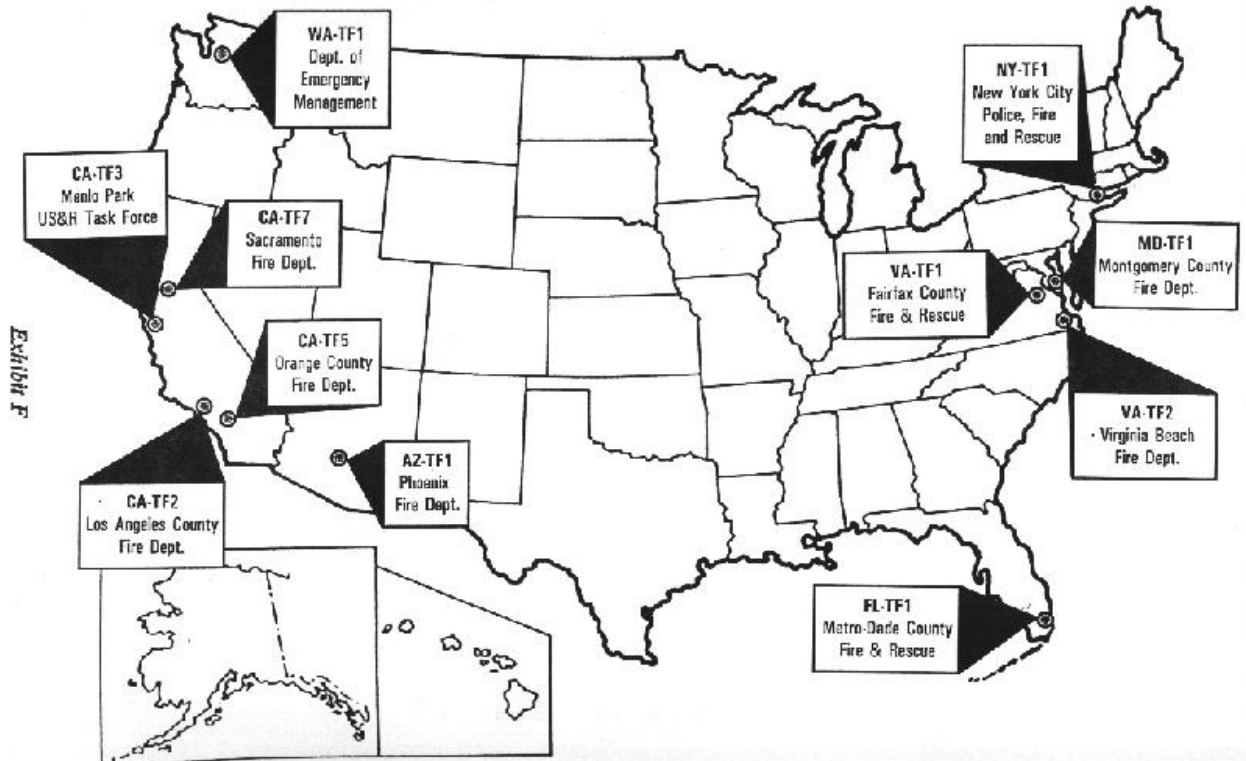 WA-TF1
Dept. of
Emergency
Management
NY-TF1
New York City
Police, Fire
and Rescue
CA-TF3
Menlo Park
US&R Task Force
CA-TF7
Sacramento
Fire Dept.
MD-TF1
Montgomery County
Fire Dept.
VA-TF1
Fairfax County
Fire & Rescue
CA-TF5
Orange County
Fire Dept.
VA-TF2
Virginia Beach
Fire Dept.
AZ-TF1
Phoenix
Fire Dept.
CA-TF2
Los Angeles County
Fire Dept.
FL-TF1
Metro-Dade County
Fire & Rescue
Exhibit F